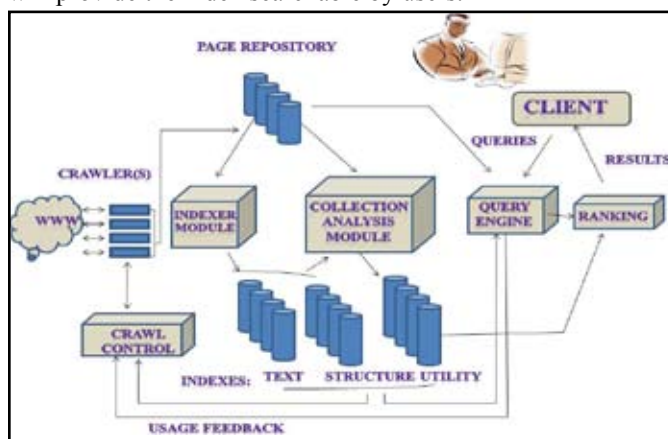 PAGE REPOSITORY
CLIENT
QUERIES
RESULTS
CRAWLER(S)
WWW
INDEXER
MODULE
COLLECTION
ANALYSIS
MODULE
QUERY
ENGINE
RANKING
CRAWL
CONTROL
INDEXES: TEXT STRUCTURE UTILITY
USAGE FEEDBACK